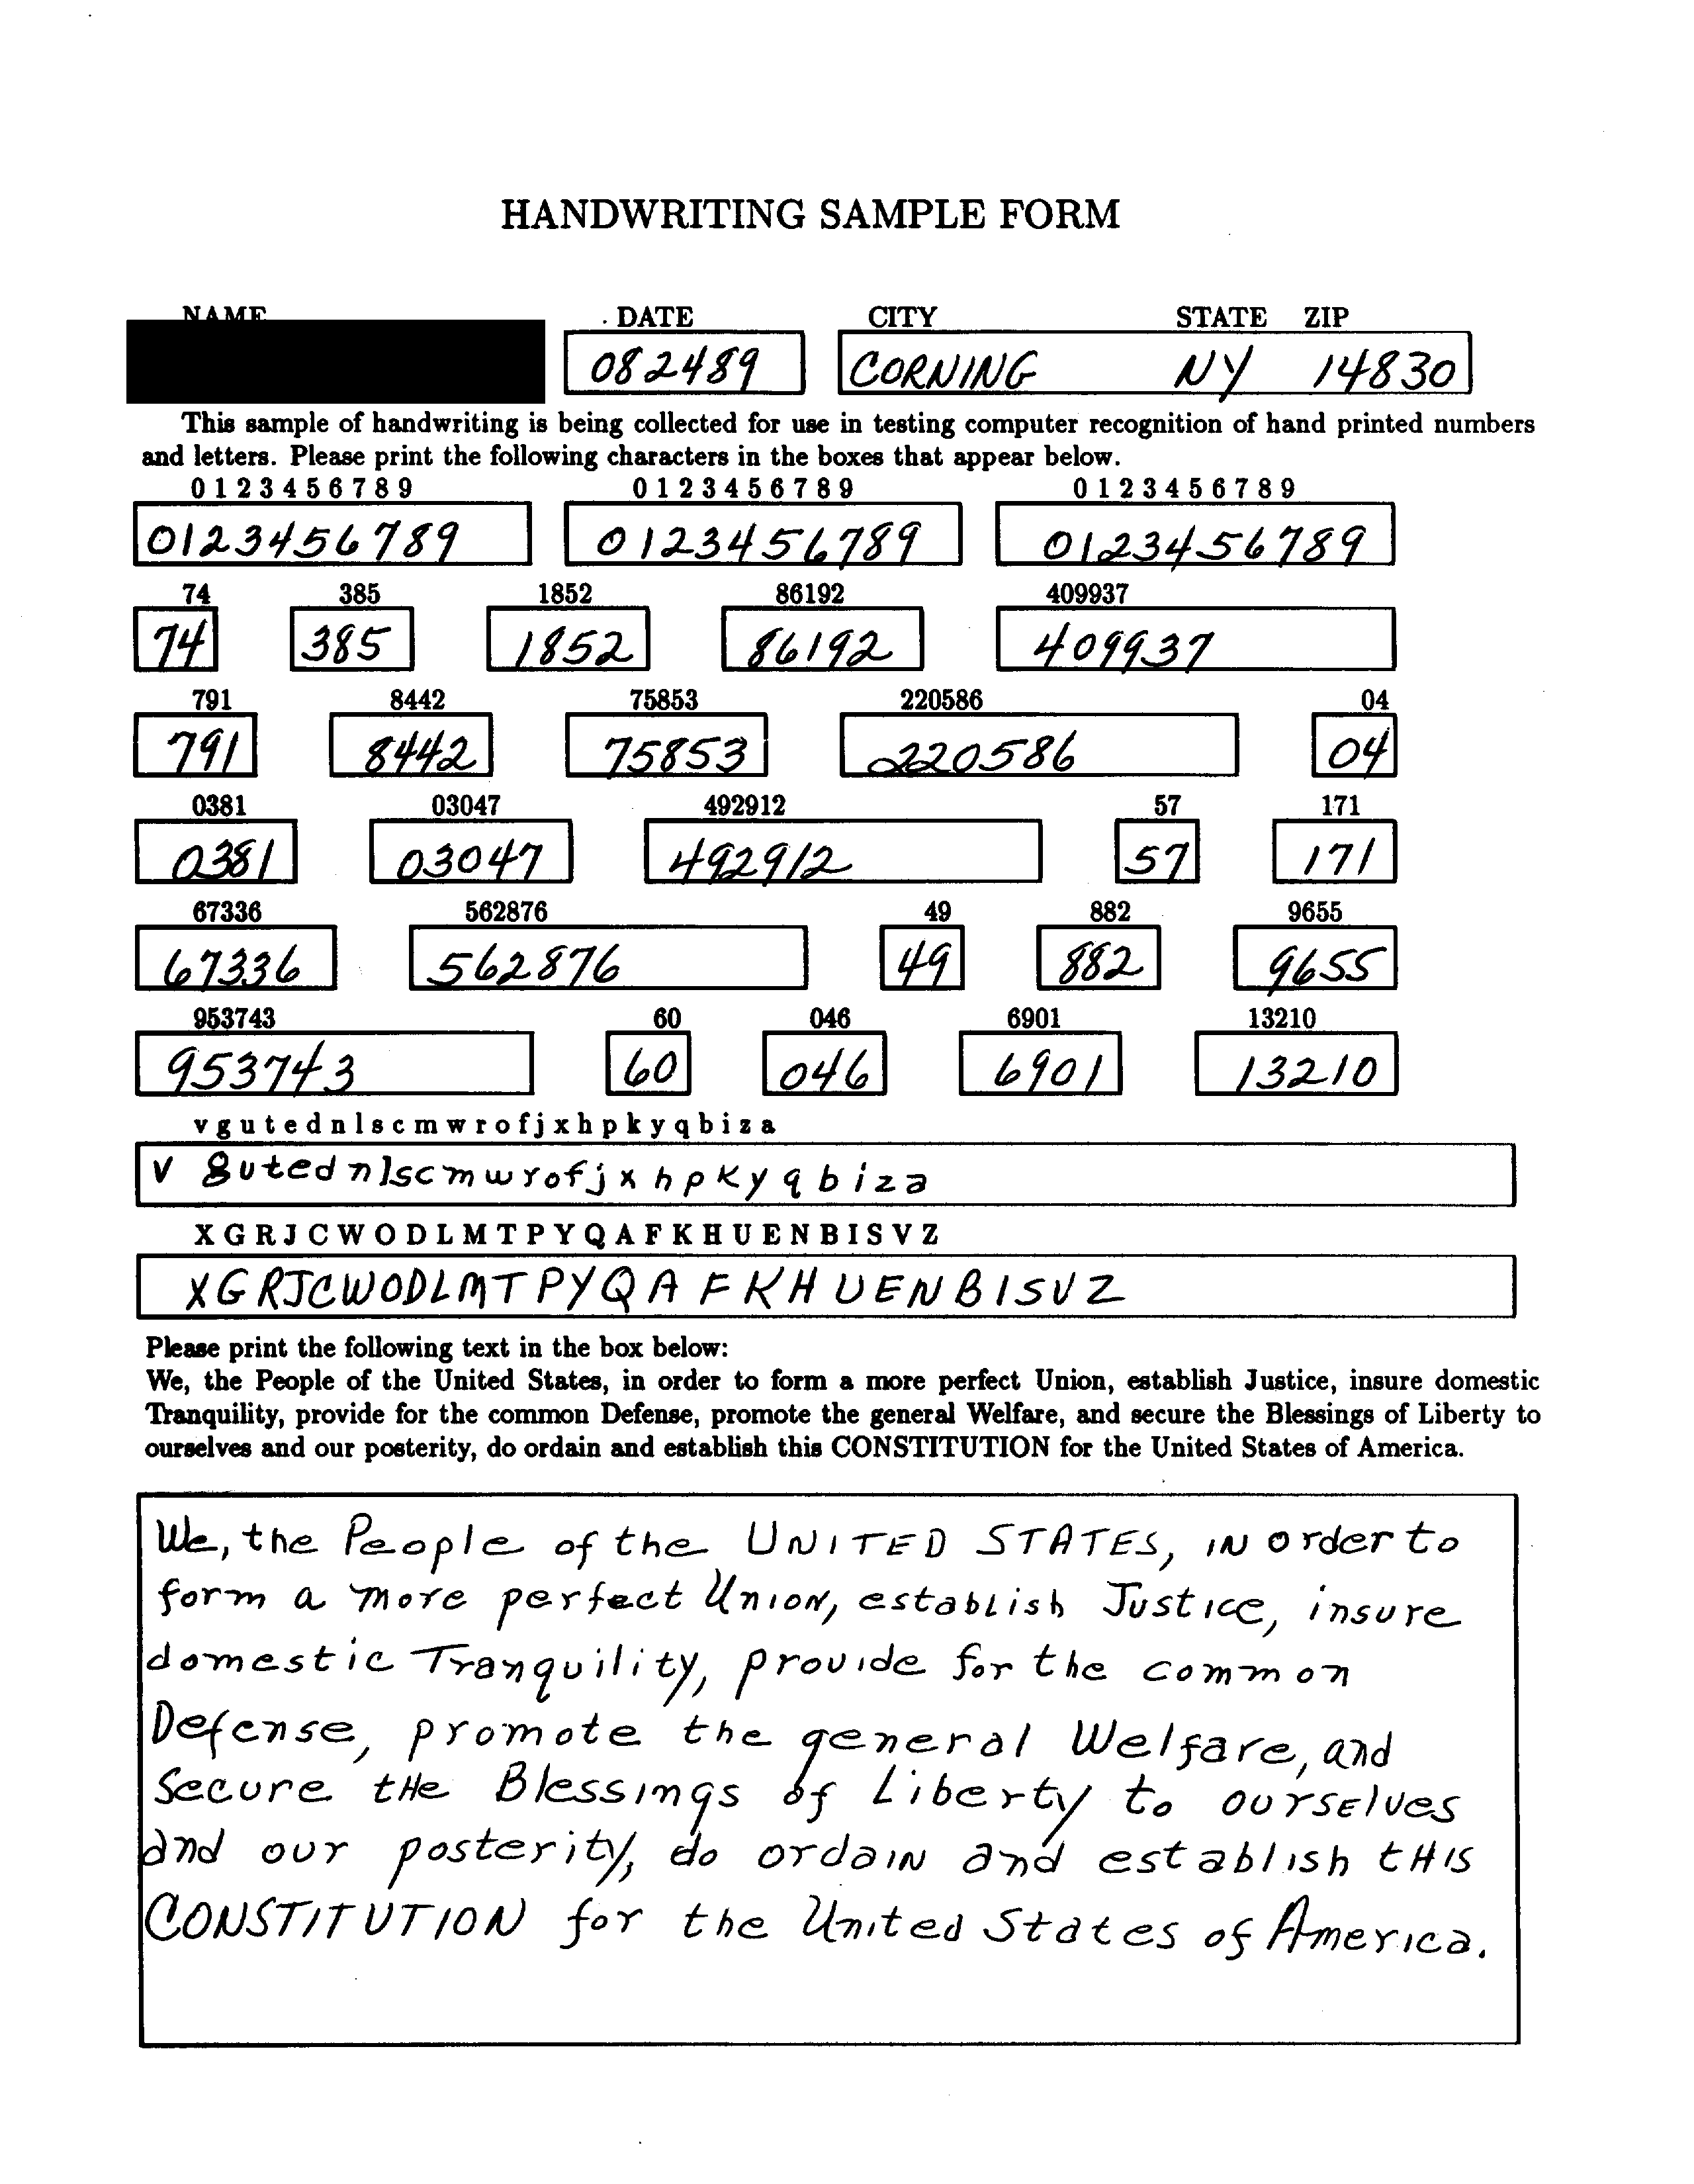 HANDWRITING SAMPLE FORM
NAME DATE CITY STATE ZIP
082489 CORNING NY 14830
This sample of handwriting is being collected for use in testing computer recognition of hand printed numbers
and letters. Please print the following characters in the boxes that appear below.
0 1 2 3 4 5 6 7 8 9 0 1 2 3 4 5 6 7 8 9 0 1 2 3 4 5 6 7 8 9
0123456789 0123456789 0123456789
74 385 1852 86192 409937
74 385 1852 86192 409937
791 8442 75853 220586 04
791 8442 75853 220586 04
0381 03047 492912 57 171
0381 03047 492912 57 171
67336 562876 49 882 9655
67336 562876 49 882 9655
953743 60 046 6901 13210
953743 60 046 6901 13210
v g u t e d n l s c m w r o f j x h p k y q b i z a
v gutednlscmwrofjxhpkyqbiza
X G R J C W O D L M T P Y Q A F K H U E N B I S V Z
XGRJCWODLMTPYQAFKHUENBISVZ
Please print the following text in the box below:
We, the People of the United States, in order to form a more perfect Union, establish Justice, insure domestic
Tranquility, provide for the common Defense, promote the general Welfare, and secure the Blessings of Liberty to
ourselves and our posterity, do ordain and establish this CONSTITUTION for the United States of America.
We, the People of the UNITED STATES, IN order to
form a more perfect Union, establish Justice, insure
domestic Tranquility, provide for the common
Defense, promote the general Welfare, and
Secure tHe Blessings of Liberty to ourselves
and our posterity, do ordaIN and establish tHIS
CONSTITUTION for the United States of America.